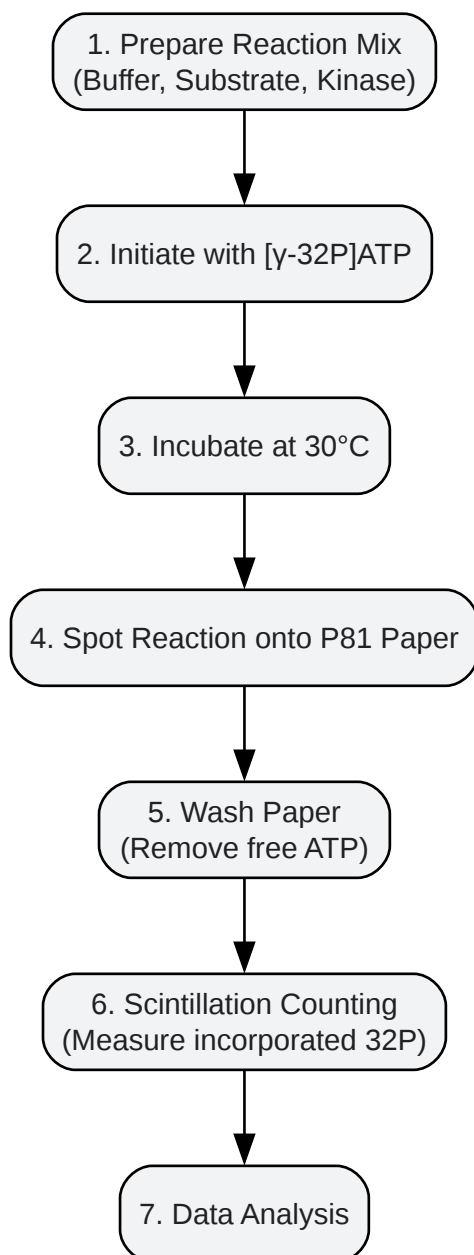 1. Prepare Reaction Mix
(Buffer, Substrate, Kinase)
2. Initiate with [γ-32P]ATP
3. Incubate at 30°C
4. Spot Reaction onto P81 Paper
5. Wash Paper
(Remove free ATP)
6. Scintillation Counting
(Measure incorporated 32P)
7. Data Analysis